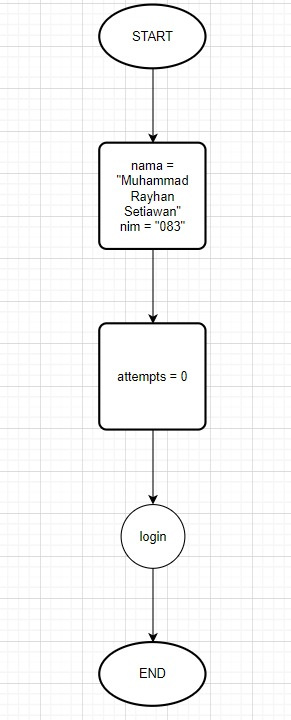 START
nama =
"Muhammad
Rayhan
Setiawan"
nim = "083"
attempts = 0
login
END